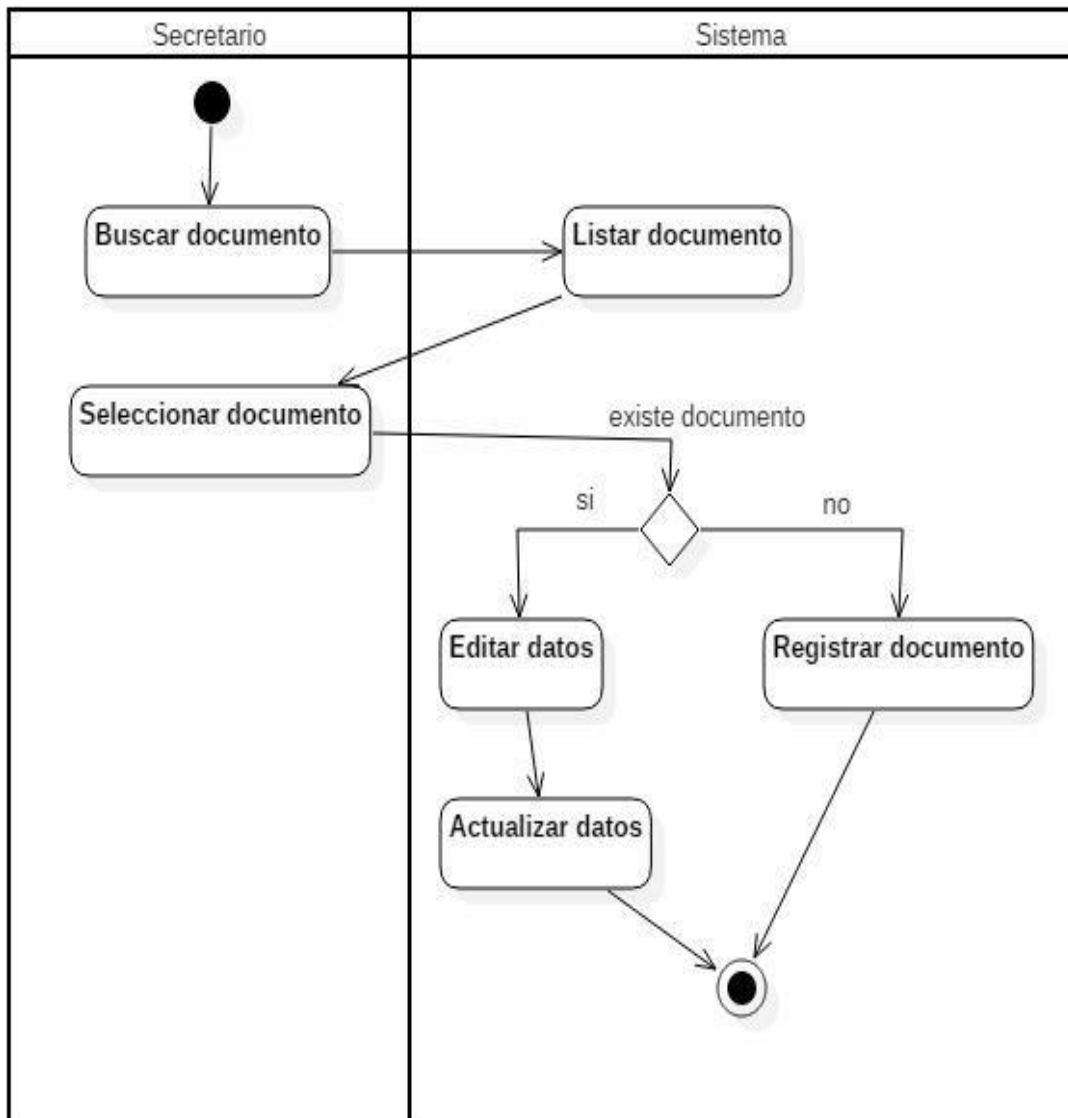 Secretario
Sistema
Buscar documento
Listar documento
Seleccionar documento
existe documento
si
no
Editar datos
Registrar documento
Actualizar datos